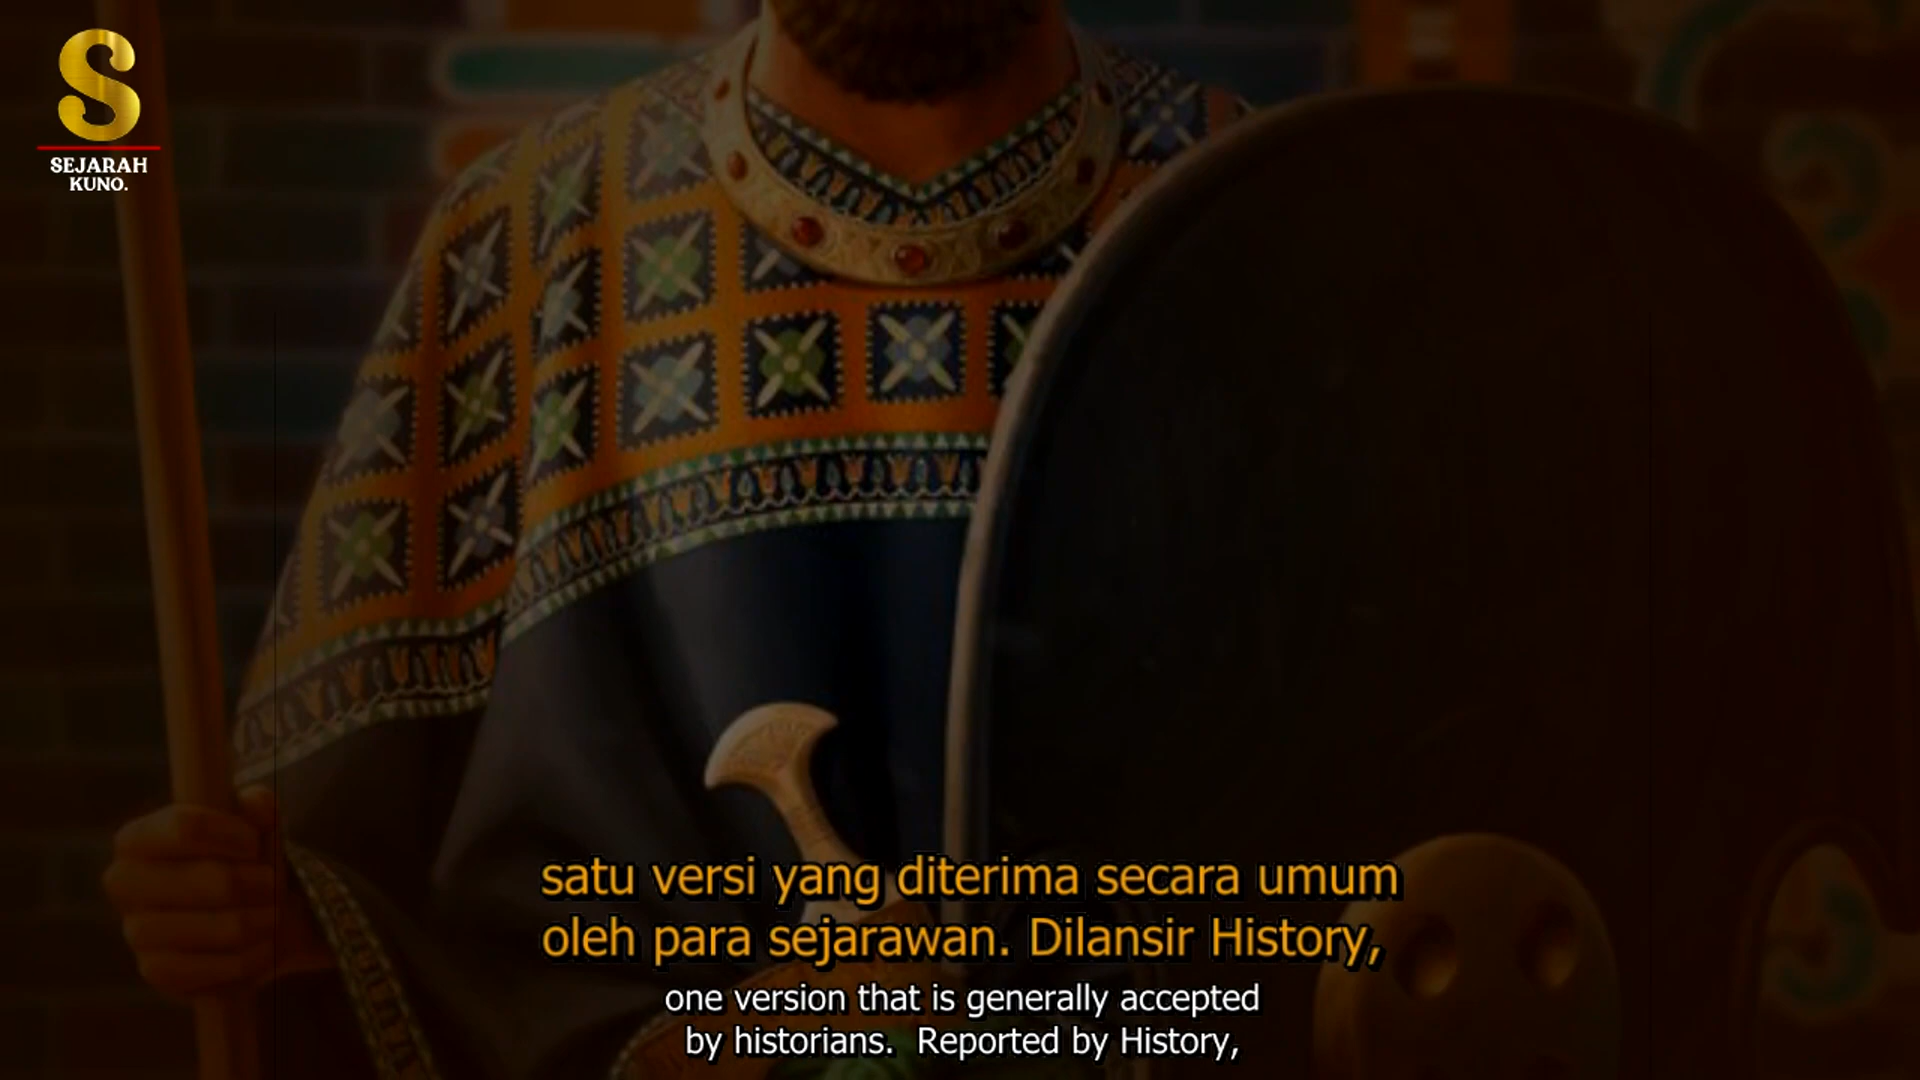 S
SEJARAH
KUNO.
satu versi yang diterima secara umum
oleh para sejarawan. Dilansir History,
one version that is generally accepted
by historians. Reported by History,